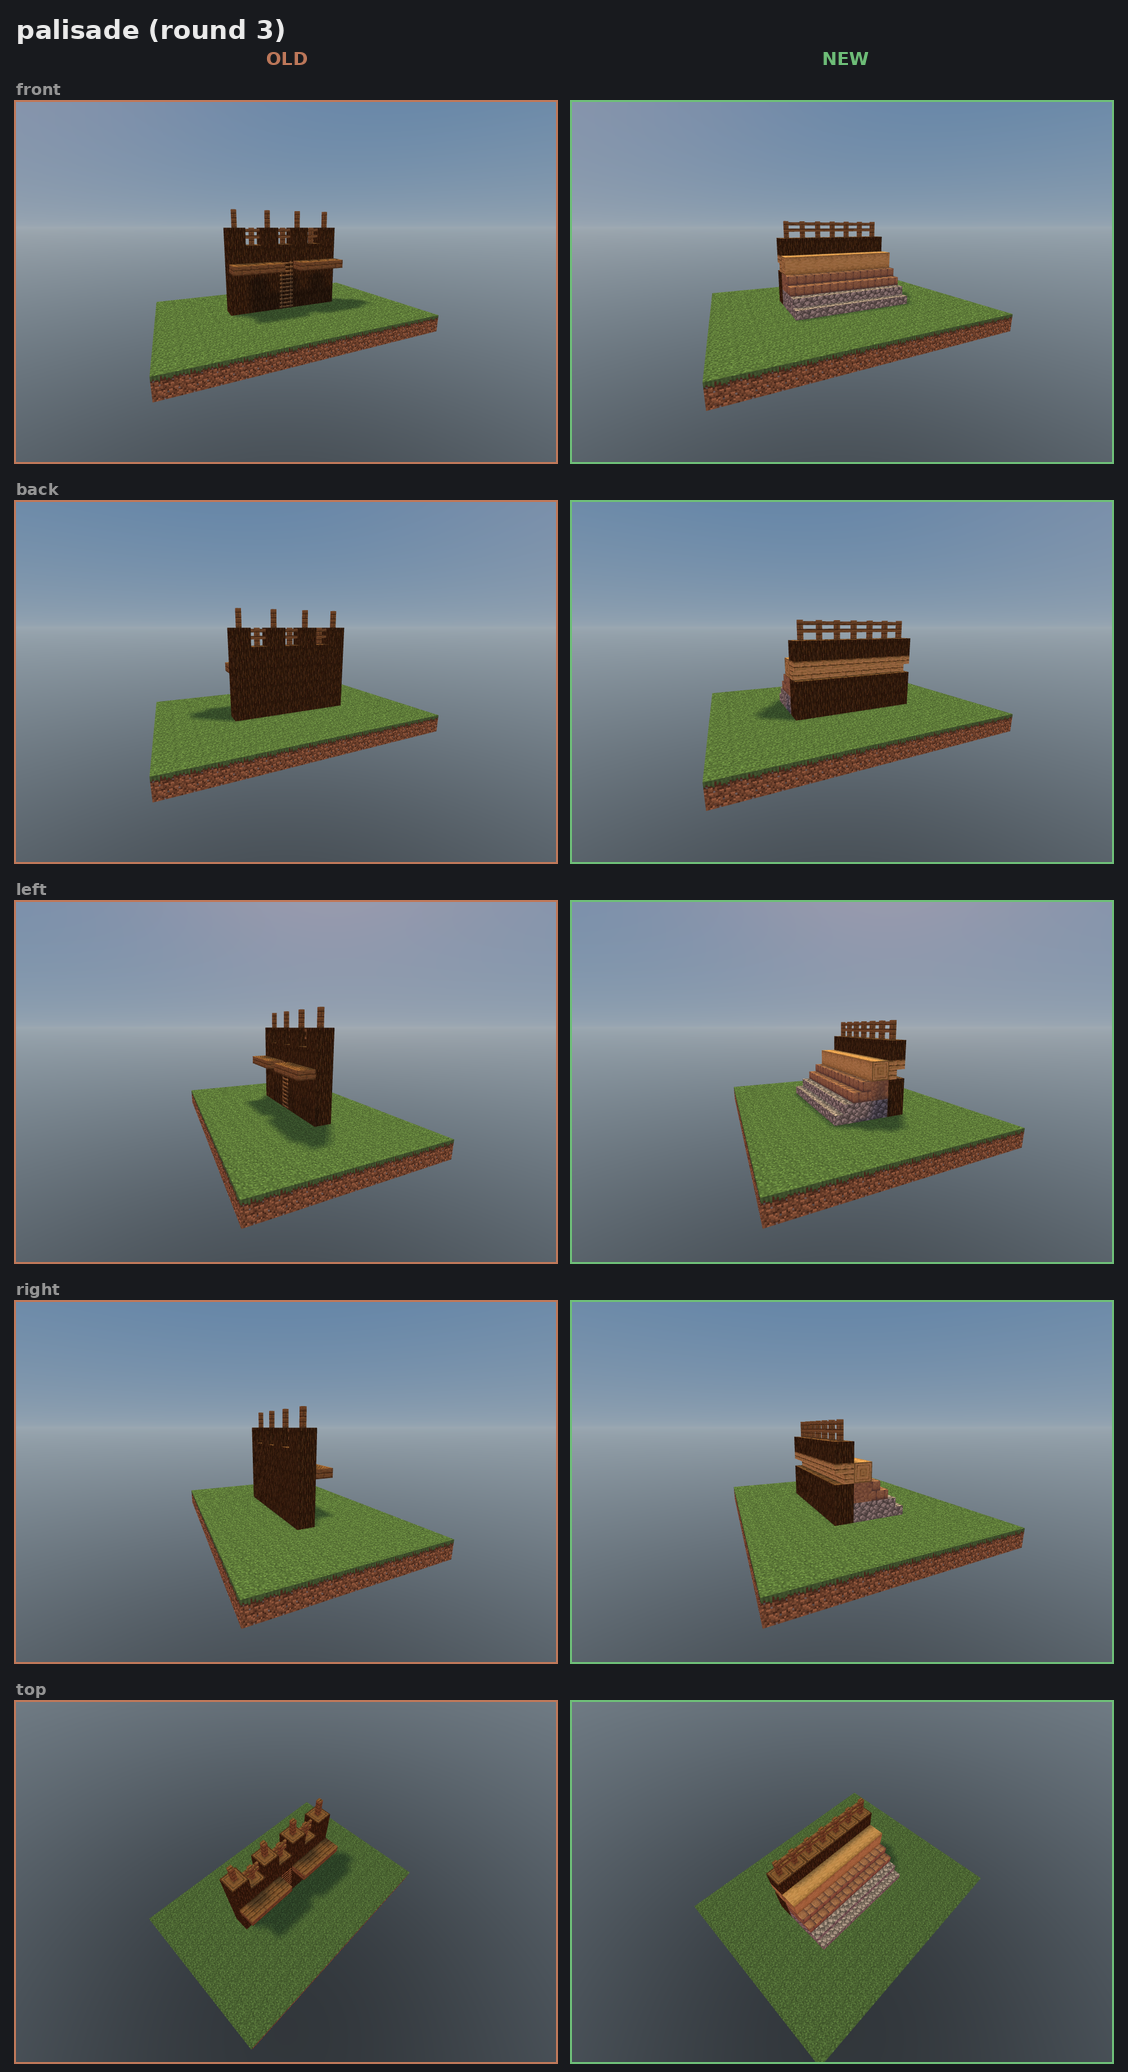 palisade (round 3)
OLD
NEW
front
back
left
right
top